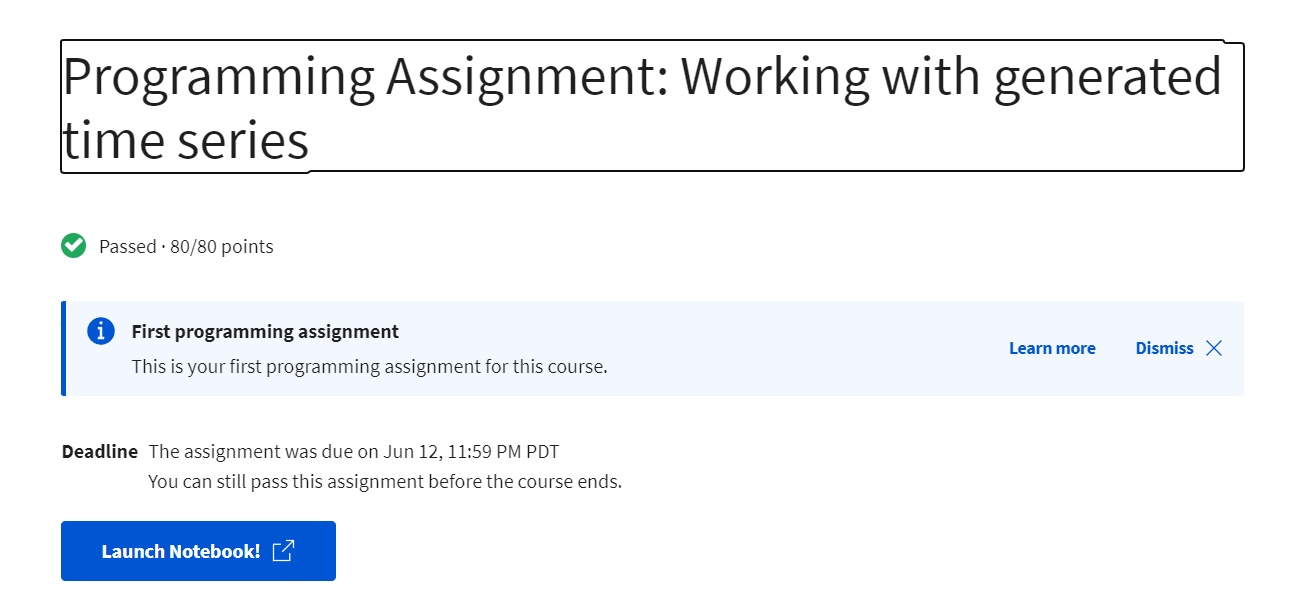 Programming Assignment: Working with generated
time series
Passed · 80/80 points
First programming assignment
This is your first programming assignment for this course.
Learn more
Dismiss
Deadline The assignment was due on Jun 12, 11:59 PM PDT
You can still pass this assignment before the course ends.
Launch Notebook!